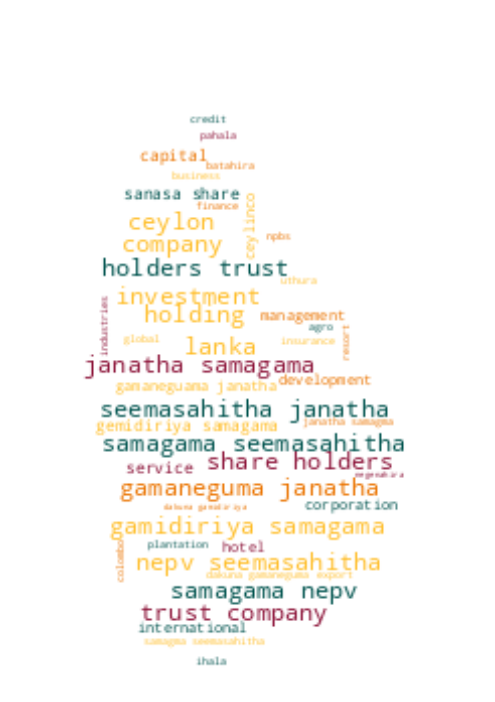 credit
pahala
capital
batahira
business
sanasa share
finance
ceylinco
ceylon
npbs
company
holders trust
uthura
investment
industries
holding
management
agro
resort
global
insurance
lanka
janatha samagama
development
gamaneguama janatha
seemasahitha janatha
gemidiriya samagama
janatha samagma
samagama seemasahitha
share holders
service
gamaneguma janatha
dakuna gamidiriya
corporation
gamidiriya samagama
colombo
plantation
hotel
nepv seemasahitha
dakuna gamaneguma export
samagama nepv
trust company
international
samagma seemasahitha
ihala